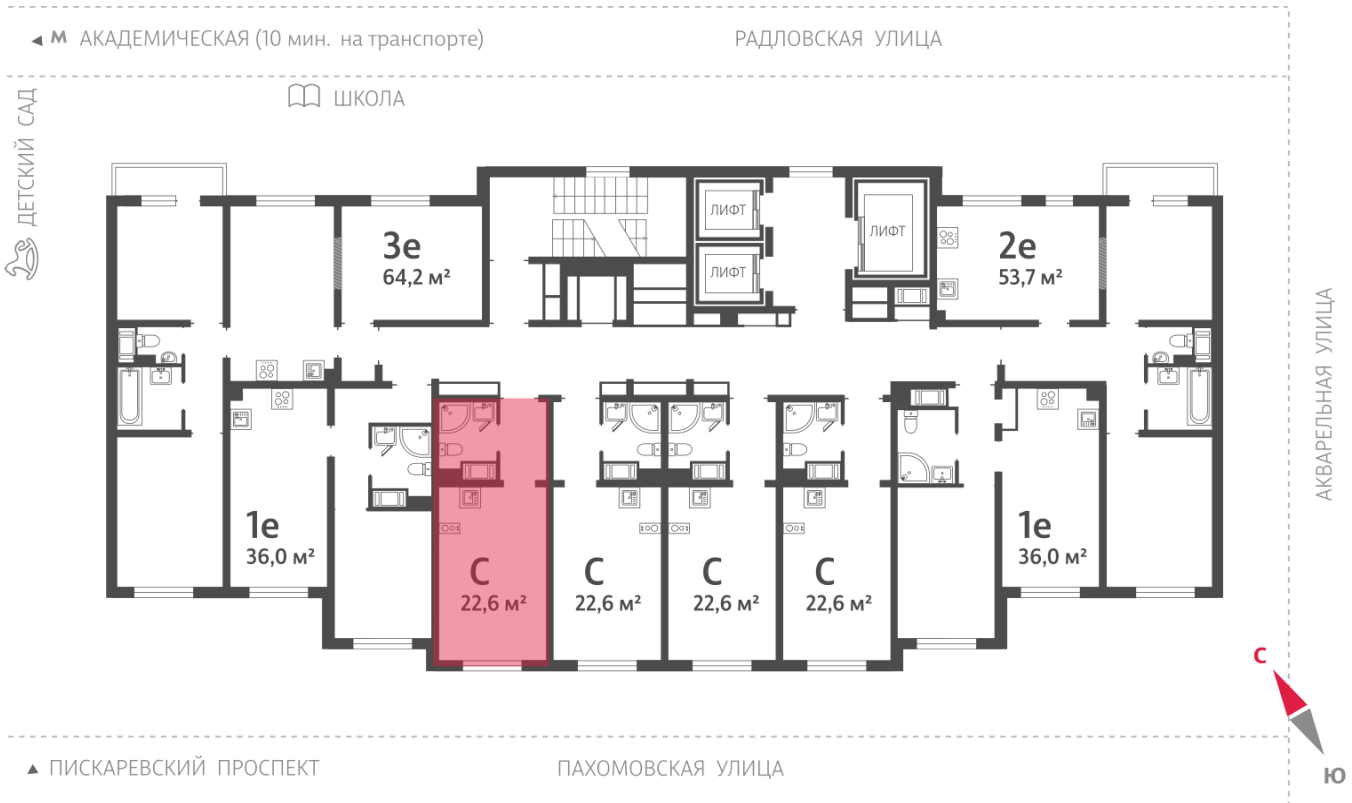 М АКАДЕМИЧЕСКАЯ (10 мин. на транспорте)
РАДЛОВСКАЯ УЛИЦА
ШКОЛА
ДЕТСКИЙ САД
ЛИФТ
ЛИФТ
ЛИФТ
3е
64,2 м²
2е
53,7 м²
АКВАРЕЛЬНАЯ УЛИЦА
1е
36,0 м²
С
22,6 м²
С
22,6 м²
С
22,6 м²
С
22,6 м²
1е
36,0 м²
С
Ю
ПИСКАРЕВСКИЙ ПРОСПЕКТ
ПАХОМОВСКАЯ УЛИЦА